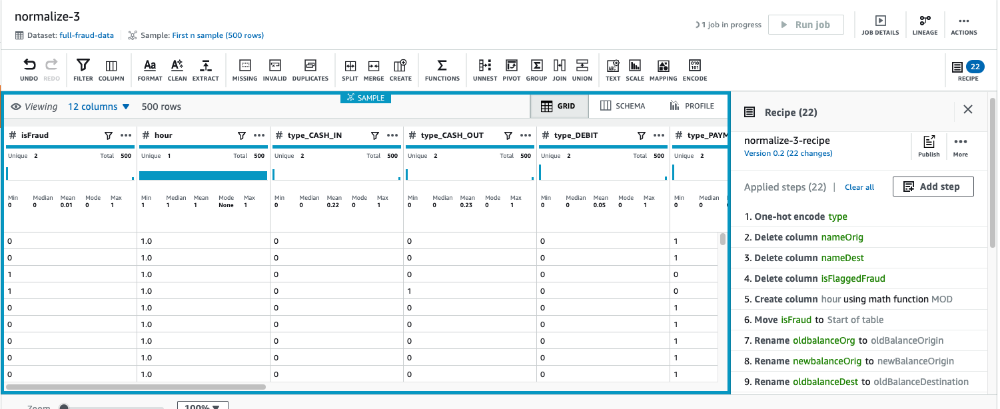 normalize-3
Dataset: full-fraud-data Sample: First n sample (500 rows)
1 job in progress Run job JOB DETAILS LINEAGE ACTIONS
UNDO REDO FILTER COLUMN FORMAT CLEAN EXTRACT MISSING INVALID DUPLICATES SPLIT MERGE CREATE FUNCTIONS UNNEST PIVOT GROUP JOIN UNION TEXT SCALE MAPPING ENCODE 22 RECIPE
Viewing 12 columns 500 rows SAMPLE GRID SCHEMA PROFILE
# isFraud # hour # type_CASH_IN # type_CASH_OUT # type_DEBIT # type_PAYM
Unique 2 Total 500 Unique 1 Total 500 Unique 2 Total 500 Unique 2 Total 500 Unique 2 Total 500 Unique 2
Min Median Mean Mode Max Min Median Mean Mode Max Min Median Mean Mode Max Min Median Mean Mode Max Min Median Mean Mode Max Min Median
0 0 0.01 0 1 1 1 1 None 1 0 0 0.22 0 1 0 0 0.23 0 1 0 0 0.05 0 1 0 0
0 1.0 0 0 0 1
0 1.0 0 0 0 1
1 1.0 0 0 0 0
1 1.0 0 1 0 0
0 1.0 0 0 0 1
0 1.0 0 0 0 1
0 1.0 0 0 0 1
0 1.0 0 0 0 1
0 1.0 0 0 0 1
Zoom 100%
Recipe (22)
normalize-3-recipe
Version 0.2 (22 changes)
Publish More
Applied steps (22) | Clear all Add step
1. One-hot encode type
2. Delete column nameOrig
3. Delete column nameDest
4. Delete column isFlaggedFraud
5. Create column hour using math function MOD
6. Move isFraud to Start of table
7. Rename oldbalanceOrg to oldBalanceOrigin
8. Rename newbalanceOrig to newBalanceOrigin
9. Rename oldbalanceDest to oldBalanceDestination